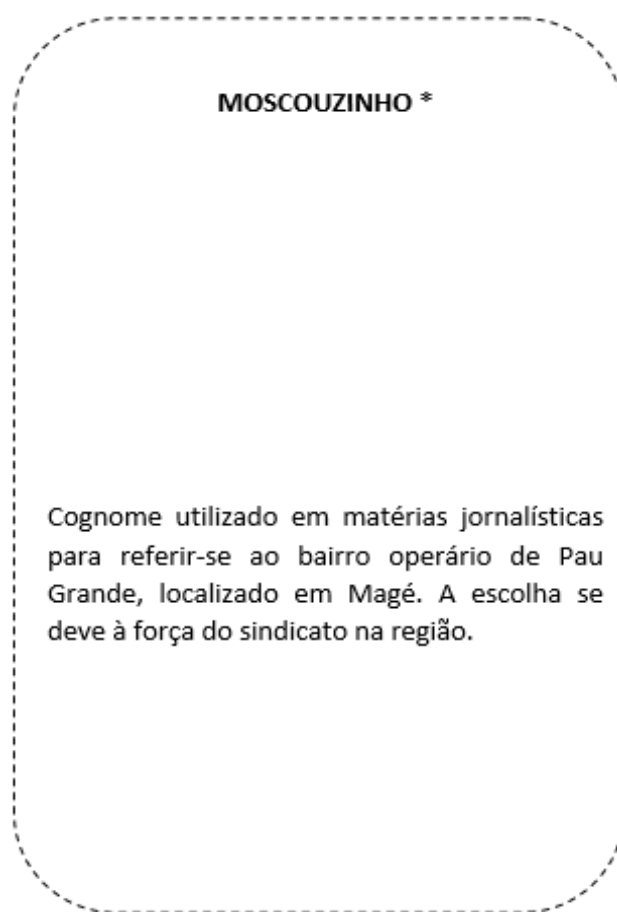 MOSCOUZINHO *
Cognome utilizado em matérias jornalísticas
para referir-se ao bairro operário de Pau
Grande, localizado em Magé. A escolha se
deve à força do sindicato na região.